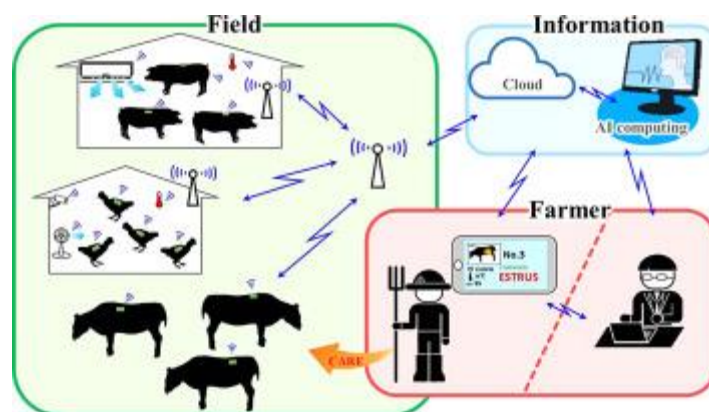 Field
Information
Cloud
AI computing
Farmer
No.3
ESTRUS
CARE